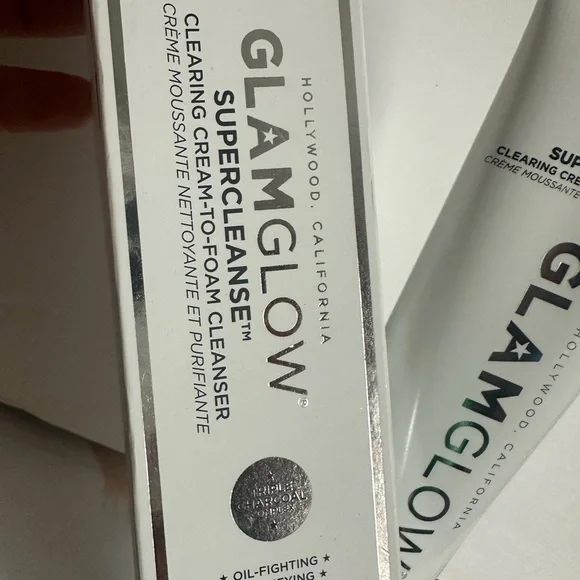 HOLLYWOOD, CALIFORNIA
GLAMGLOW®
SUPERCLEANSE™
CLEARING CREAM-TO-FOAM CLEANSER
CRÈME MOUSSANTE NETTOYANTE ET PURIFIANTE
TRIPLE
CHARCOAL
COMPLEX
★ OIL-FIGHTING
SUP
CLEARING CRE
CRÈME MOUSSANTE
GLAMGLOW
HOLLYWOOD, CALIFORNIA